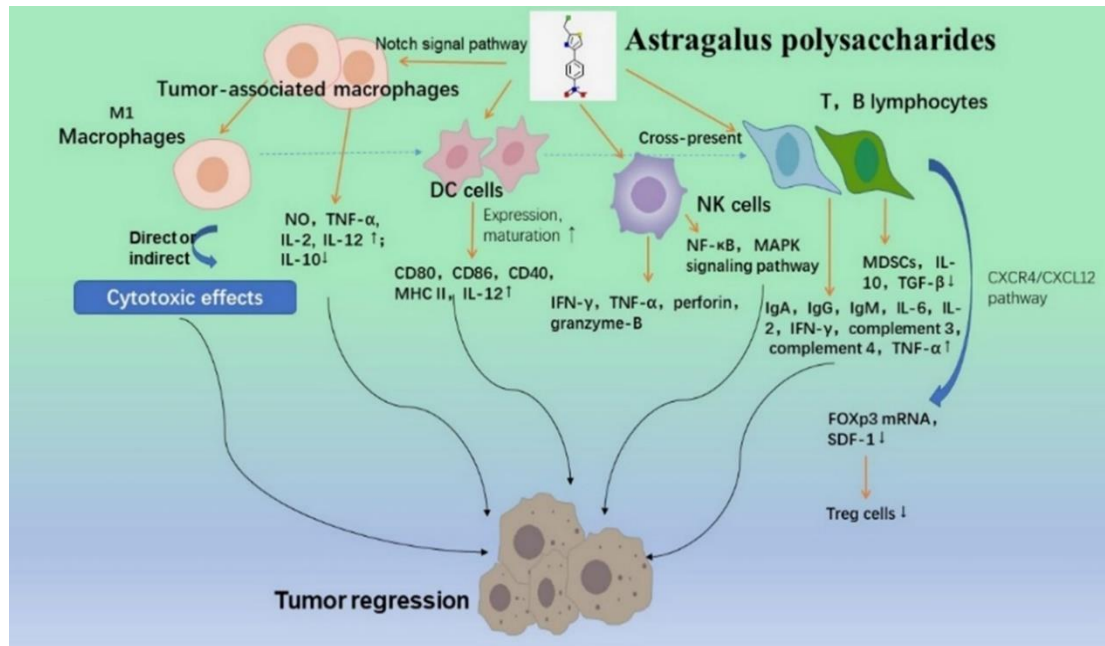 Astragalus polysaccharides
Notch signal pathway
Tumor-associated macrophages
M1
Macrophages
T, B lymphocytes
Cross-present
DC cells
NK cells
Expression,
maturation ↑
NO, TNF-α,
IL-2, IL-12 ↑;
IL-10↓
Direct or
indirect
Cytotoxic effects
CD80, CD86, CD40,
MHC II, IL-12↑
NF-κB, MAPK
signaling pathway
IFN-γ, TNF-α, perforin,
granzyme-B
MDSCs, IL-
10, TGF-β↓
IgA, IgG, IgM, IL-6, IL-
2, IFN-γ, complement 3,
complement 4, TNF-α↑
CXCR4/CXCL12
pathway
FOXp3 mRNA,
SDF-1↓
Treg cells ↓
Tumor regression